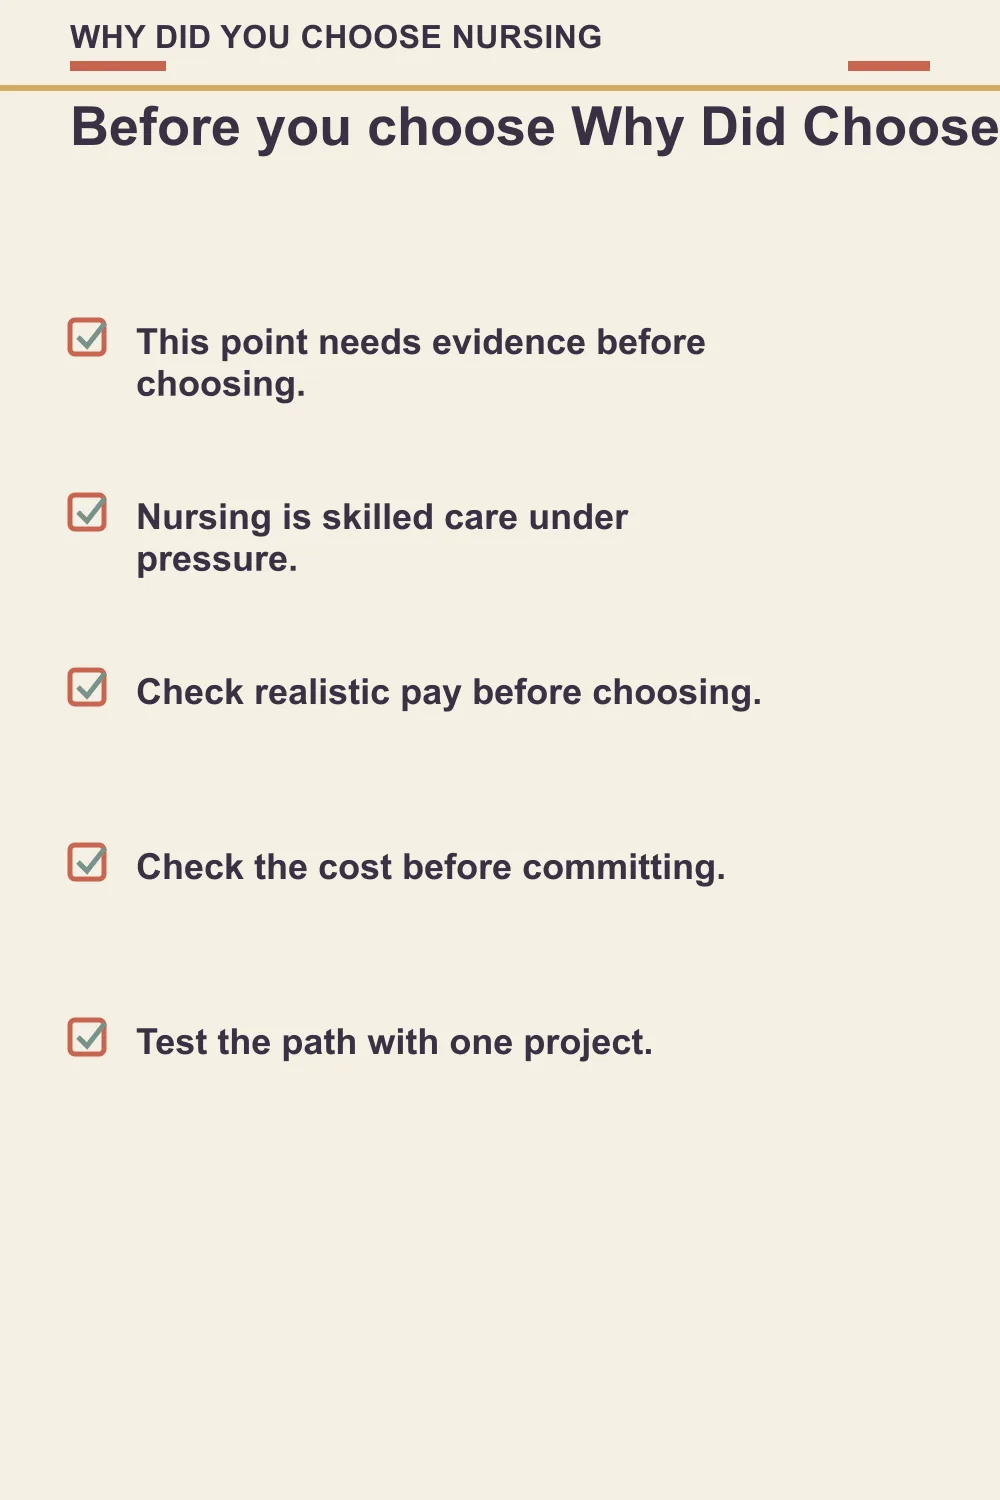 WHY DID YOU CHOOSE NURSING
Before you choose Why Did Choose
This point needs evidence before
choosing.
Nursing is skilled care under
pressure.
Check realistic pay before choosing.
Check the cost before committing.
Test the path with one project.